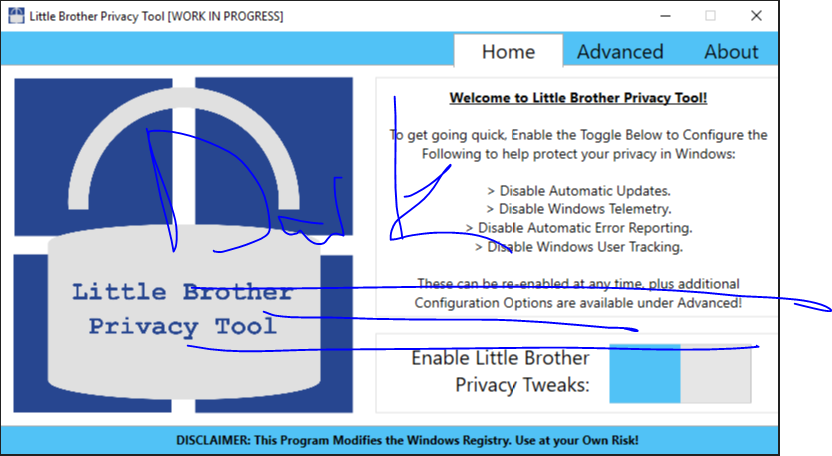 Little Brother Privacy Tool [WORK IN PROGRESS]
Home Advanced About
Little Brother
Privacy Tool
Welcome to Little Brother Privacy Tool!
To get going quick, Enable the Toggle Below to Configure the
Following to help protect your privacy in Windows:
> Disable Automatic Updates.
> Disable Windows Telemetry.
> Disable Automatic Error Reporting.
> Disable Windows User Tracking.
These can be re-enabled at any time, plus additional
Configuration Options are available under Advanced!
Enable Little Brother
Privacy Tweaks:
DISCLAIMER: This Program Modifies the Windows Registry. Use at your Own Risk!